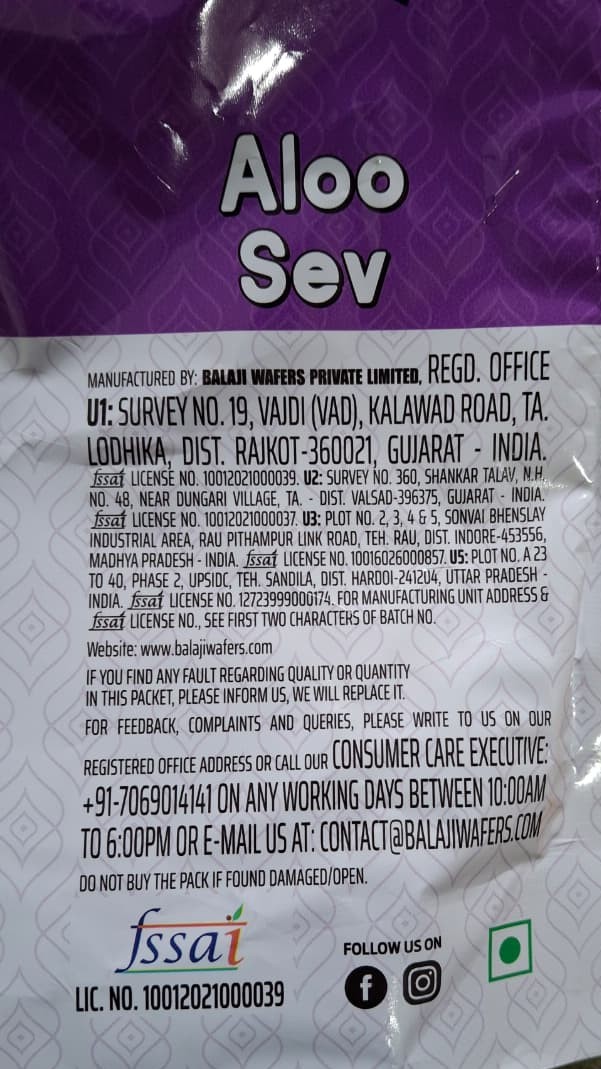 Aloo
Sev
MANUFACTURED BY: BALAJI WAFERS PRIVATE LIMITED, REGD. OFFICE
U1: SURVEY NO. 19, VAJDI (VAD), KALAWAD ROAD, TA.
LODHIKA, DIST. RAJKOT-360021, GUJARAT - INDIA.
fssai LICENSE NO. 10012021000039. U2: SURVEY NO. 360, SHANKAR TALAV, N.H.
NO. 48, NEAR DUNGARI VILLAGE, TA. - DIST. VALSAD-396375, GUJARAT - INDIA.
fssai LICENSE NO. 10012021000037. U3: PLOT NO. 2, 3, 4 & 5, SONVAI BHENSLAY
INDUSTRIAL AREA, RAU PITHAMPUR LINK ROAD, TEH. RAU, DIST. INDORE-453556,
MADHYA PRADESH - INDIA. fssai LICENSE NO. 10016026000857. U5: PLOT NO. A 23
TO 40, PHASE 2, UPSIDC, TEH. SANDILA, DIST. HARDOI-241204, UTTAR PRADESH -
INDIA. fssai LICENSE NO. 12723999000174. FOR MANUFACTURING UNIT ADDRESS &
fssai LICENSE NO., SEE FIRST TWO CHARACTERS OF BATCH NO.
Website: www.balajiwafers.com
IF YOU FIND ANY FAULT REGARDING QUALITY OR QUANTITY
IN THIS PACKET, PLEASE INFORM US, WE WILL REPLACE IT.
FOR FEEDBACK, COMPLAINTS AND QUERIES, PLEASE WRITE TO US ON OUR
REGISTERED OFFICE ADDRESS OR CALL OUR CONSUMER CARE EXECUTIVE:
+91-7069014141 ON ANY WORKING DAYS BETWEEN 10:00AM
TO 6:00PM OR E-MAIL US AT: CONTACT@BALAJIWAFERS.COM
DO NOT BUY THE PACK IF FOUND DAMAGED/OPEN.
fssai
LIC. NO. 10012021000039
FOLLOW US ON